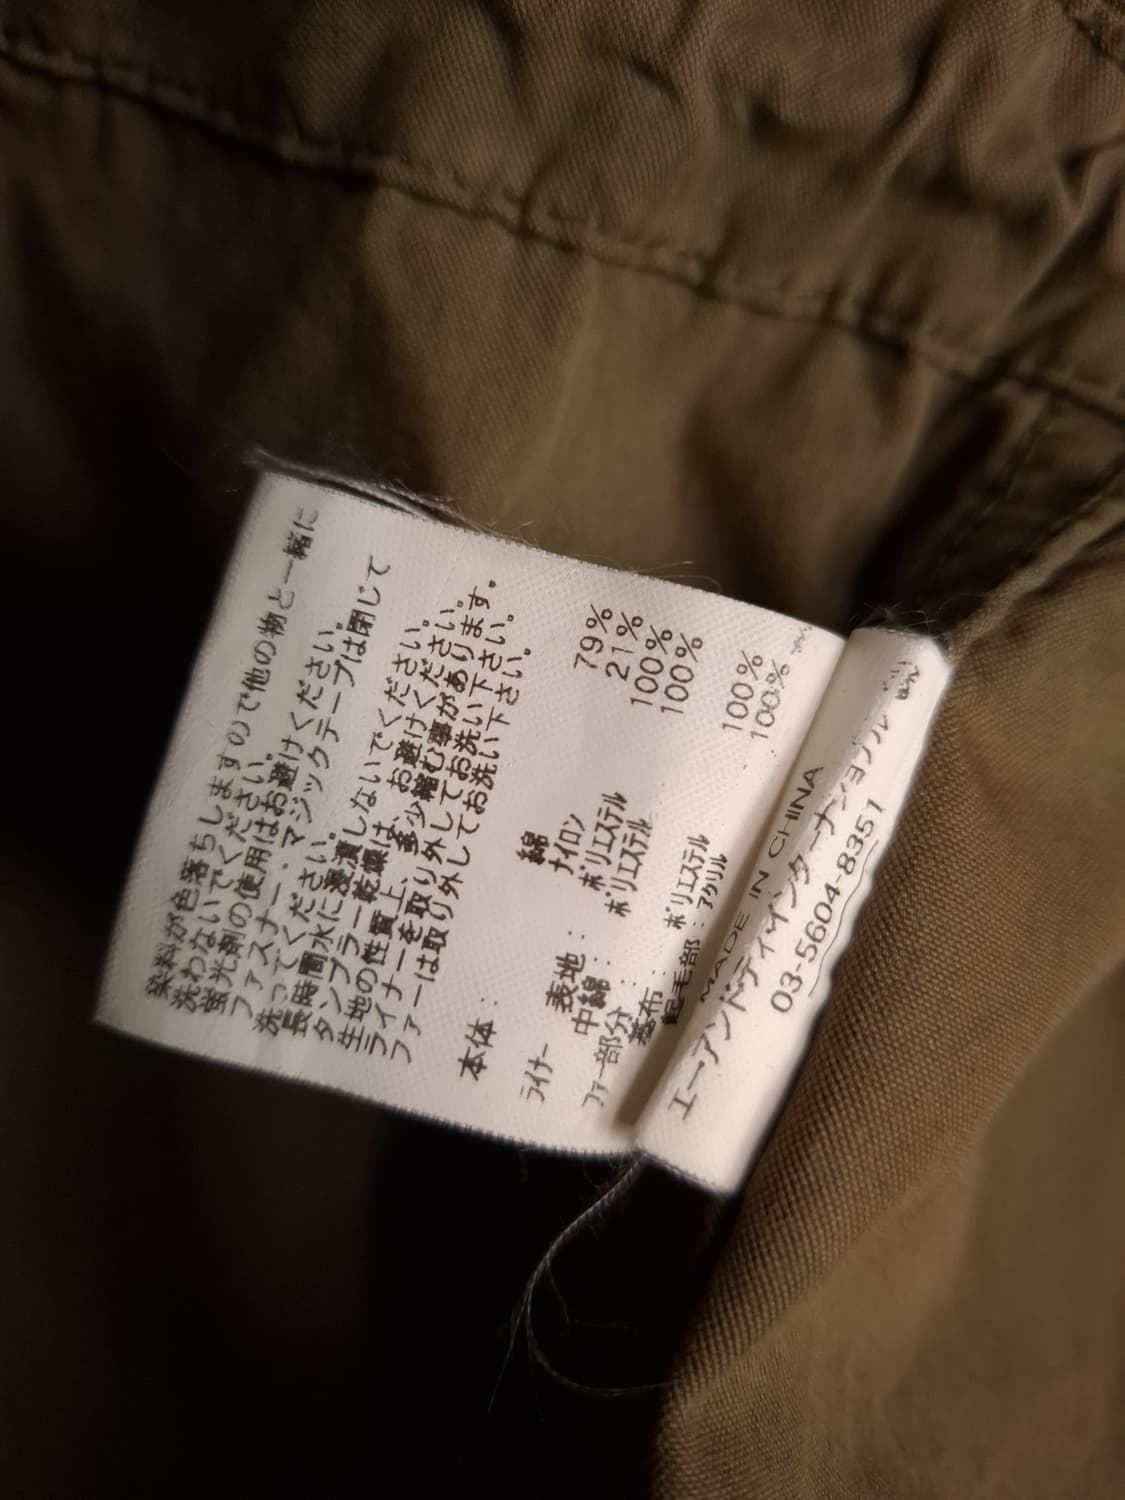 染料が色落ちしますので他の物と一緒に
洗わないでください。
蛍光剤の使用はお避けください。
ファスナー・マジックテープは閉じて
洗ってください。
長時間水に浸漬しないでください。
タンブラー乾燥は、お避けください。
生地の性質上、多少縮む事があります。
ライナーを取り外してお洗い下さい。
ファーは取り外してお洗い下さい。
本体： 綿 79%
ナイロン 21%
ライナー 表地： ポリエステル 100%
中綿： ポリエステル 100%
ファー部分
基布： ポリエステル 100%
起毛部： アクリル 100%
MADE IN CHINA
エーアンドディインターナショナル
03-5604-8351